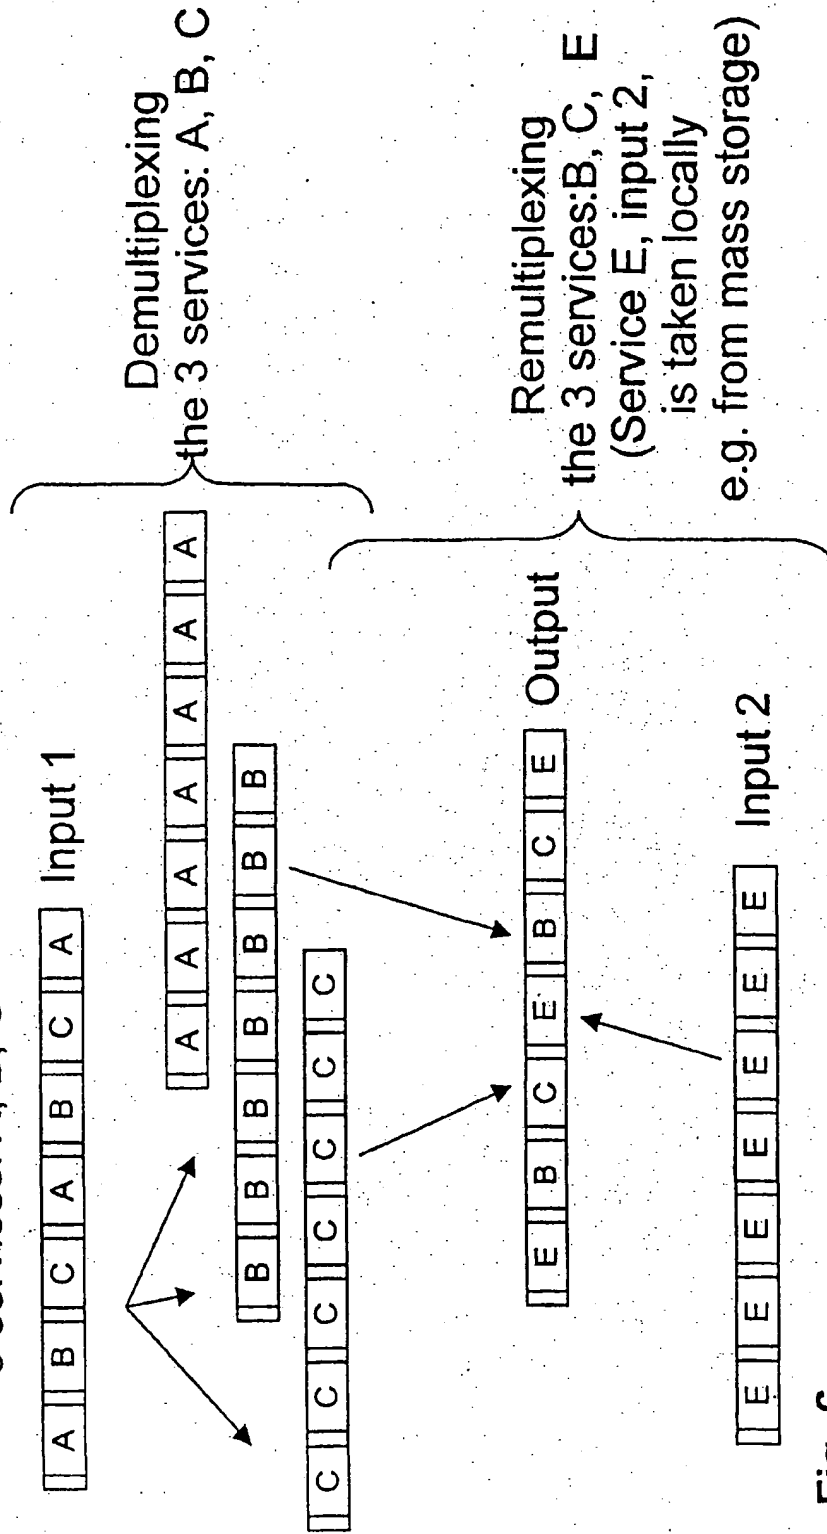 A B C A B C A Input 1
Demultiplexing
the 3 services: A, B, C
A A A A A A A
B B B B B B B
C C C C C C C
E B C E B C E Output
Remultiplexing
the 3 services:B, C, E
(Service E, input 2,
is taken locally
e.g. from mass storage)
E E E E E E E Input 2